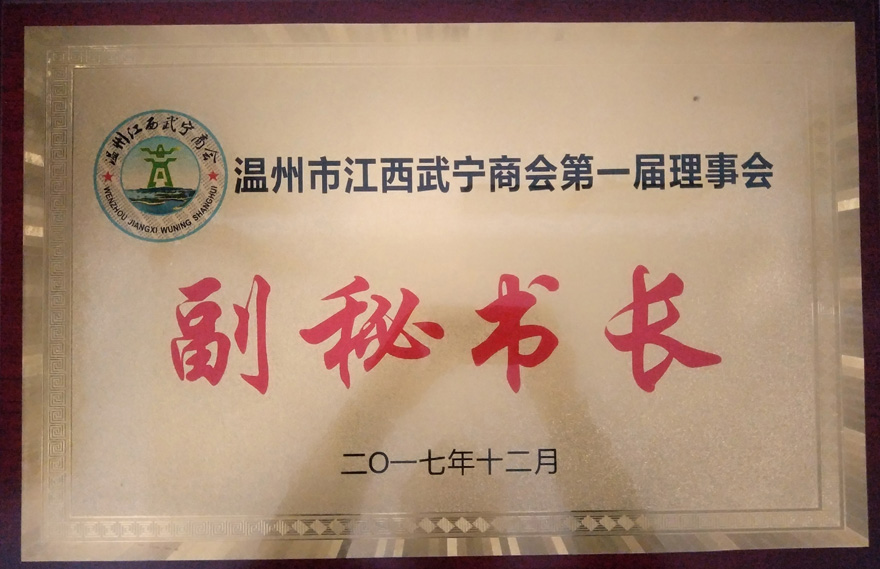 温州江西武宁商会
WENZHOU JIANGXI WUNING SHANGHUI
温州市江西武宁商会第一届理事会
副秘书长
二〇一七年十二月